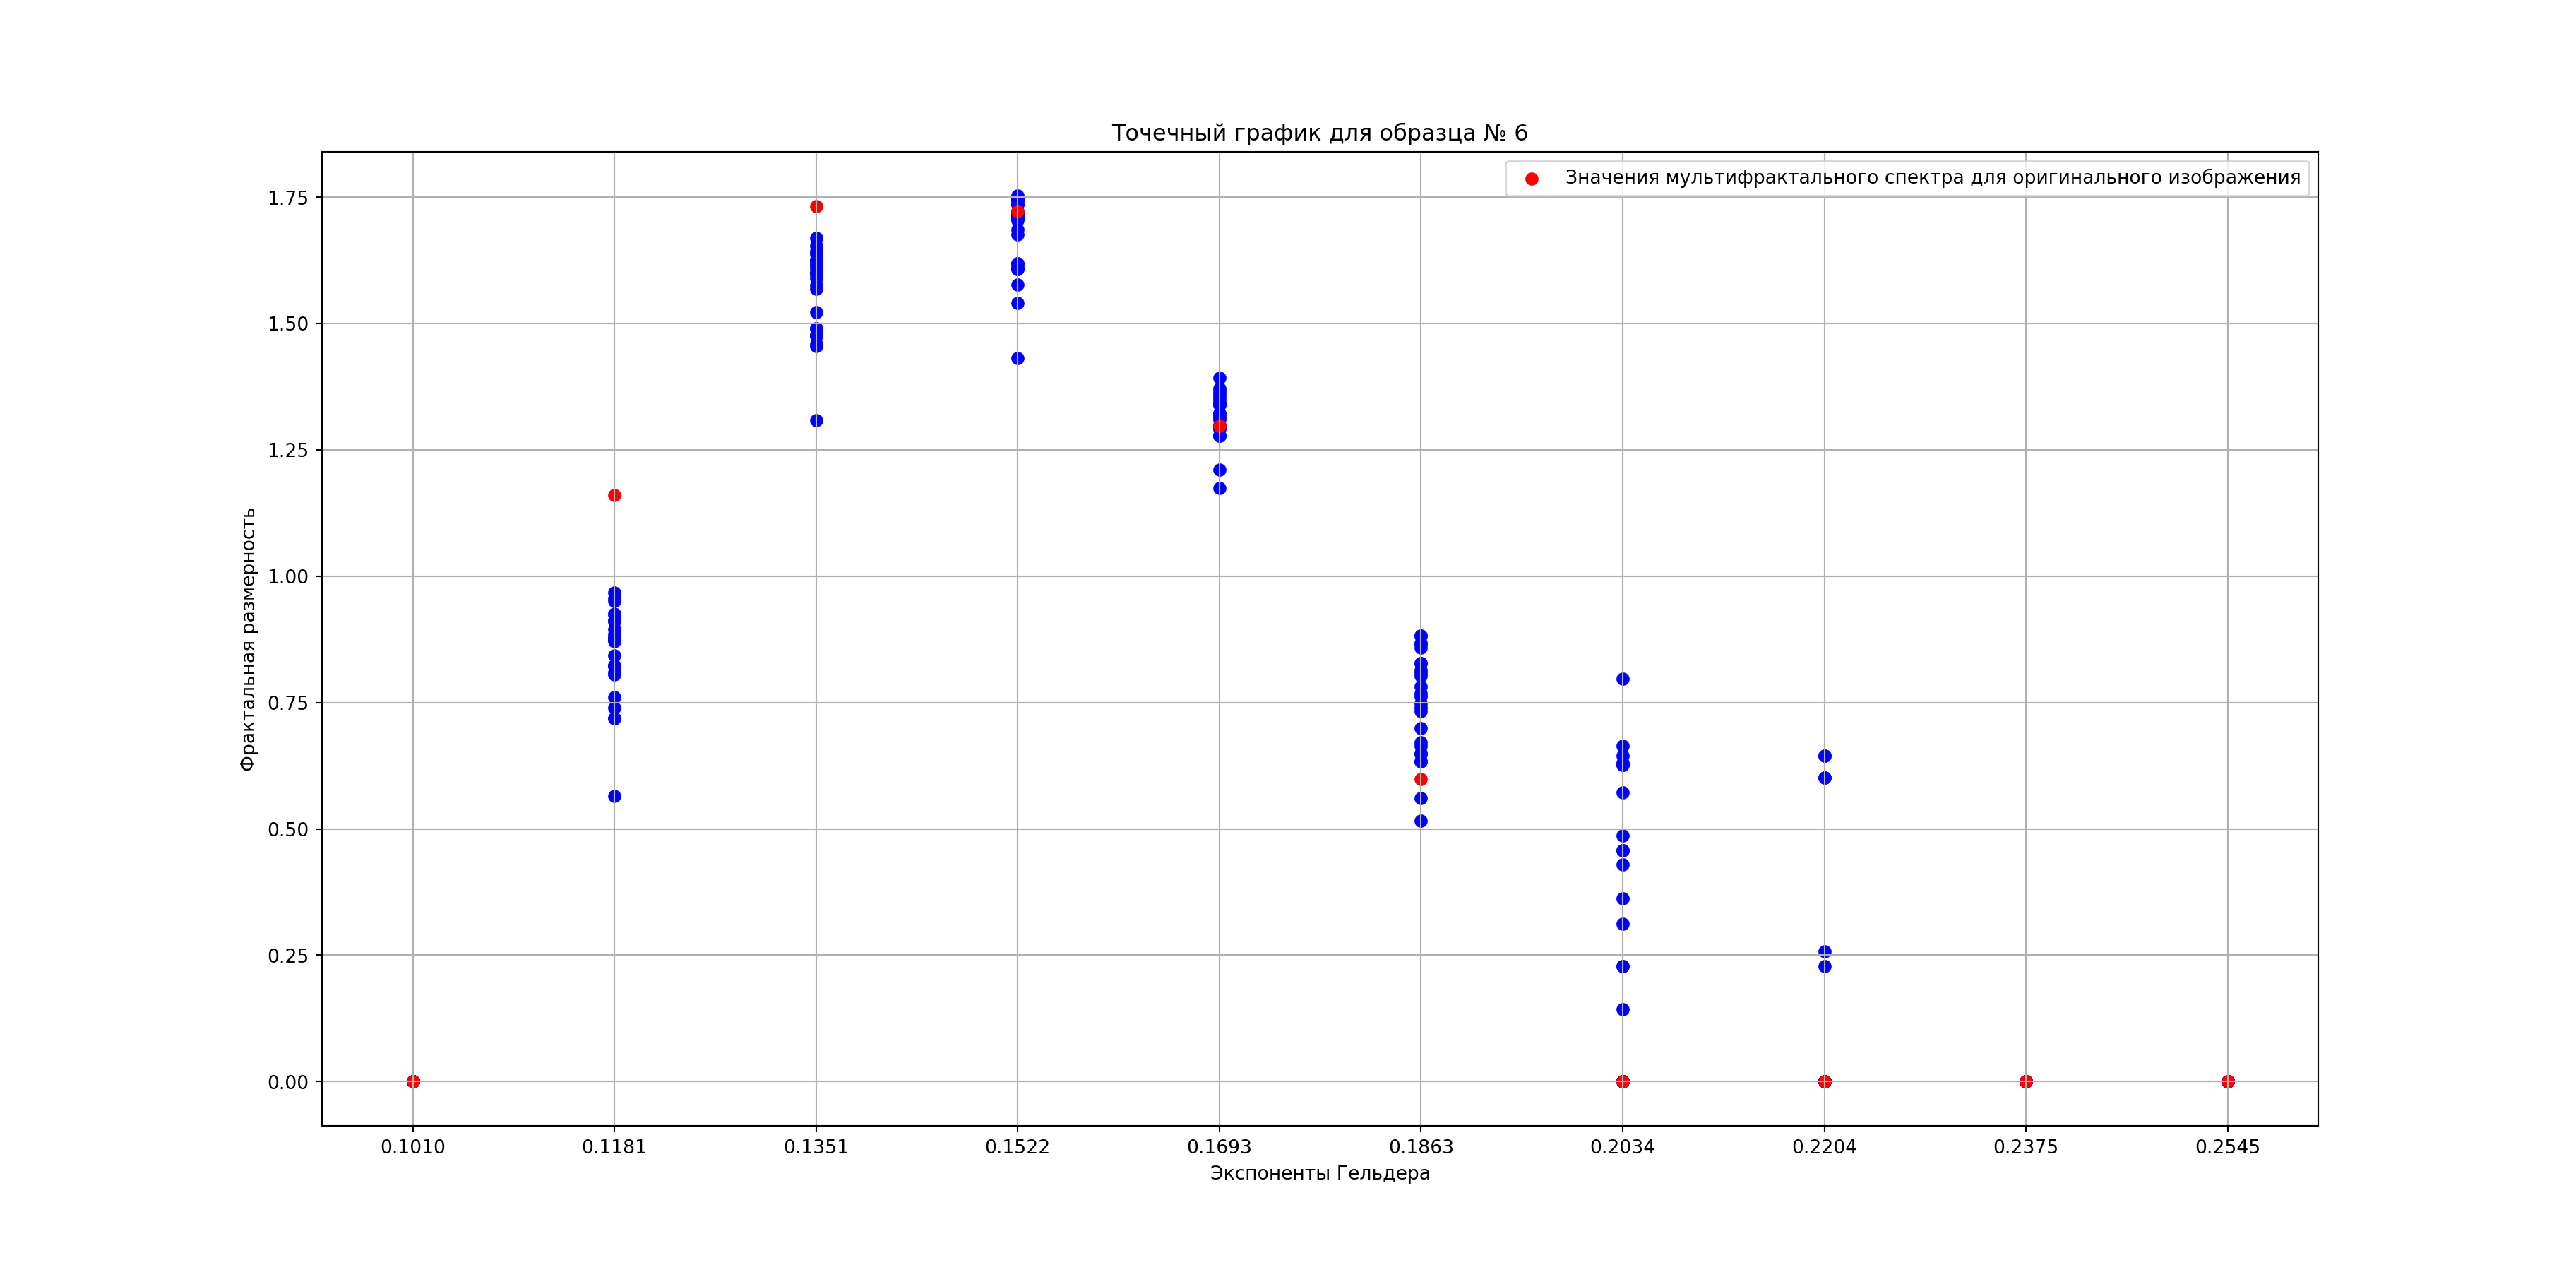 Точечный график для образца № 6
Значения мультифрактального спектра для оригинального изображения
Фрактальная размерность
1.75
1.50
1.25
1.00
0.75
0.50
0.25
0.00
0.1010 0.1181 0.1351 0.1522 0.1693 0.1863 0.2034 0.2204 0.2375 0.2545
Экспоненты Гельдера